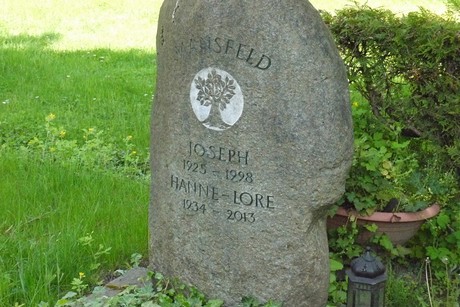 JOSEPH
1925 - 1998
HANNE-LORE
1934 - 2013